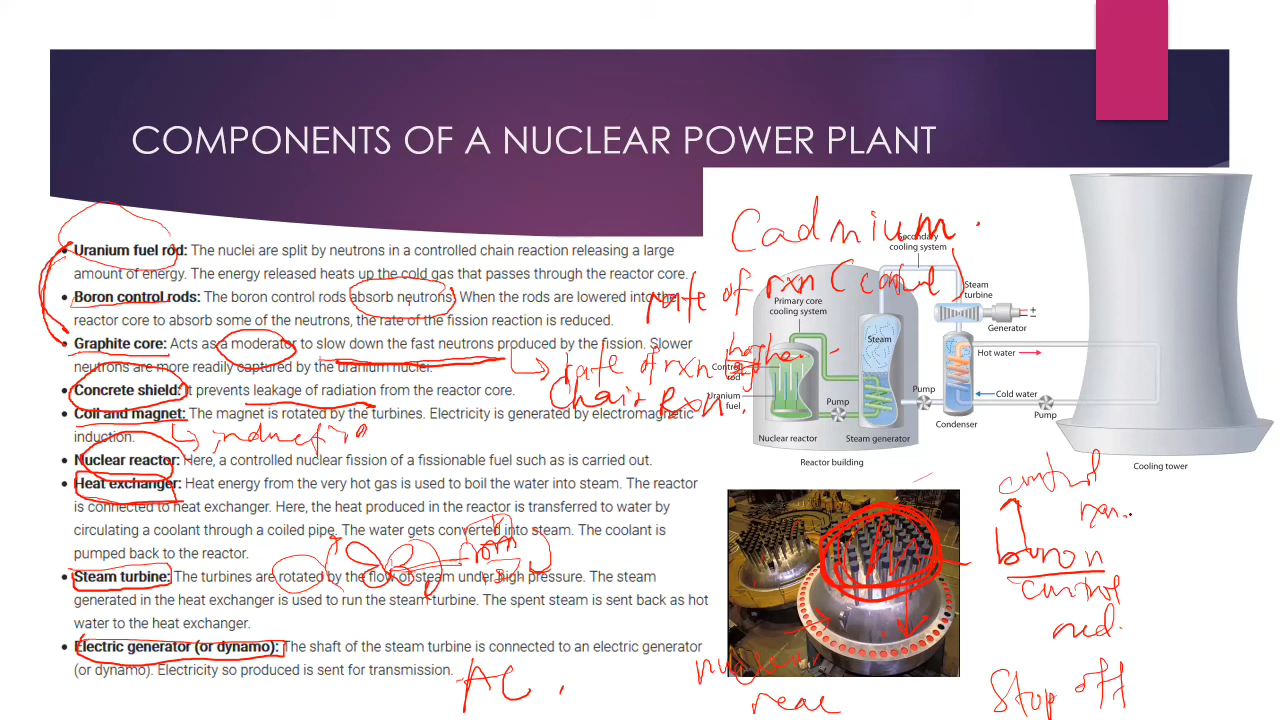 COMPONENTS OF A NUCLEAR POWER PLANT
Uranium fuel rod: The nuclei are split by neutrons in a controlled chain reaction releasing a large
amount of energy. The energy released heats up the cold gas that passes through the reactor core.
Boron control rods: The boron control rods absorb neutrons. When the rods are lowered into the
reactor core to absorb some of the neutrons, the rate of the fission reaction is reduced.
Graphite core: Acts as a moderator to slow down the fast neutrons produced by the fission. Slower
neutrons are more readily captured by the uranium nuclei.
Concrete shield: It prevents leakage of radiation from the reactor core.
Coil and magnet: The magnet is rotated by the turbines. Electricity is generated by electromagnetic
induction.
induction
Nuclear reactor: Here, a controlled nuclear fission of a fissionable fuel such as is carried out.
Heat exchanger: Heat energy from the very hot gas is used to boil the water into steam. The reactor
is connected to heat exchanger. Here, the heat produced in the reactor is transferred to water by
circulating a coolant through a coiled pipe. The water gets converted into steam. The coolant is
pumped back to the reactor.
Steam turbine: The turbines are rotated by the flow of steam under high pressure. The steam
generated in the heat exchanger is used to run the steam turbine. The spent steam is sent back as hot
water to the heat exchanger.
Electric generator (or dynamo): The shaft of the steam turbine is connected to an electric generator
(or dynamo). Electricity so produced is sent for transmission.
AC
Cadmium.
rate of rxn (control)
rate of rxn higher
Chain Rxn.
Secondary
cooling system
Primary core
cooling system
Steam
turbine
Steam
±
Generator
Hot water
Control
rod
Uranium
fuel
Pump
Pump
Cold water
Pump
Condenser
Nuclear reactor
Steam generator
Reactor building
Cooling tower
control
rxn.
boron
control
rod.
Stop off
nuclear
reac